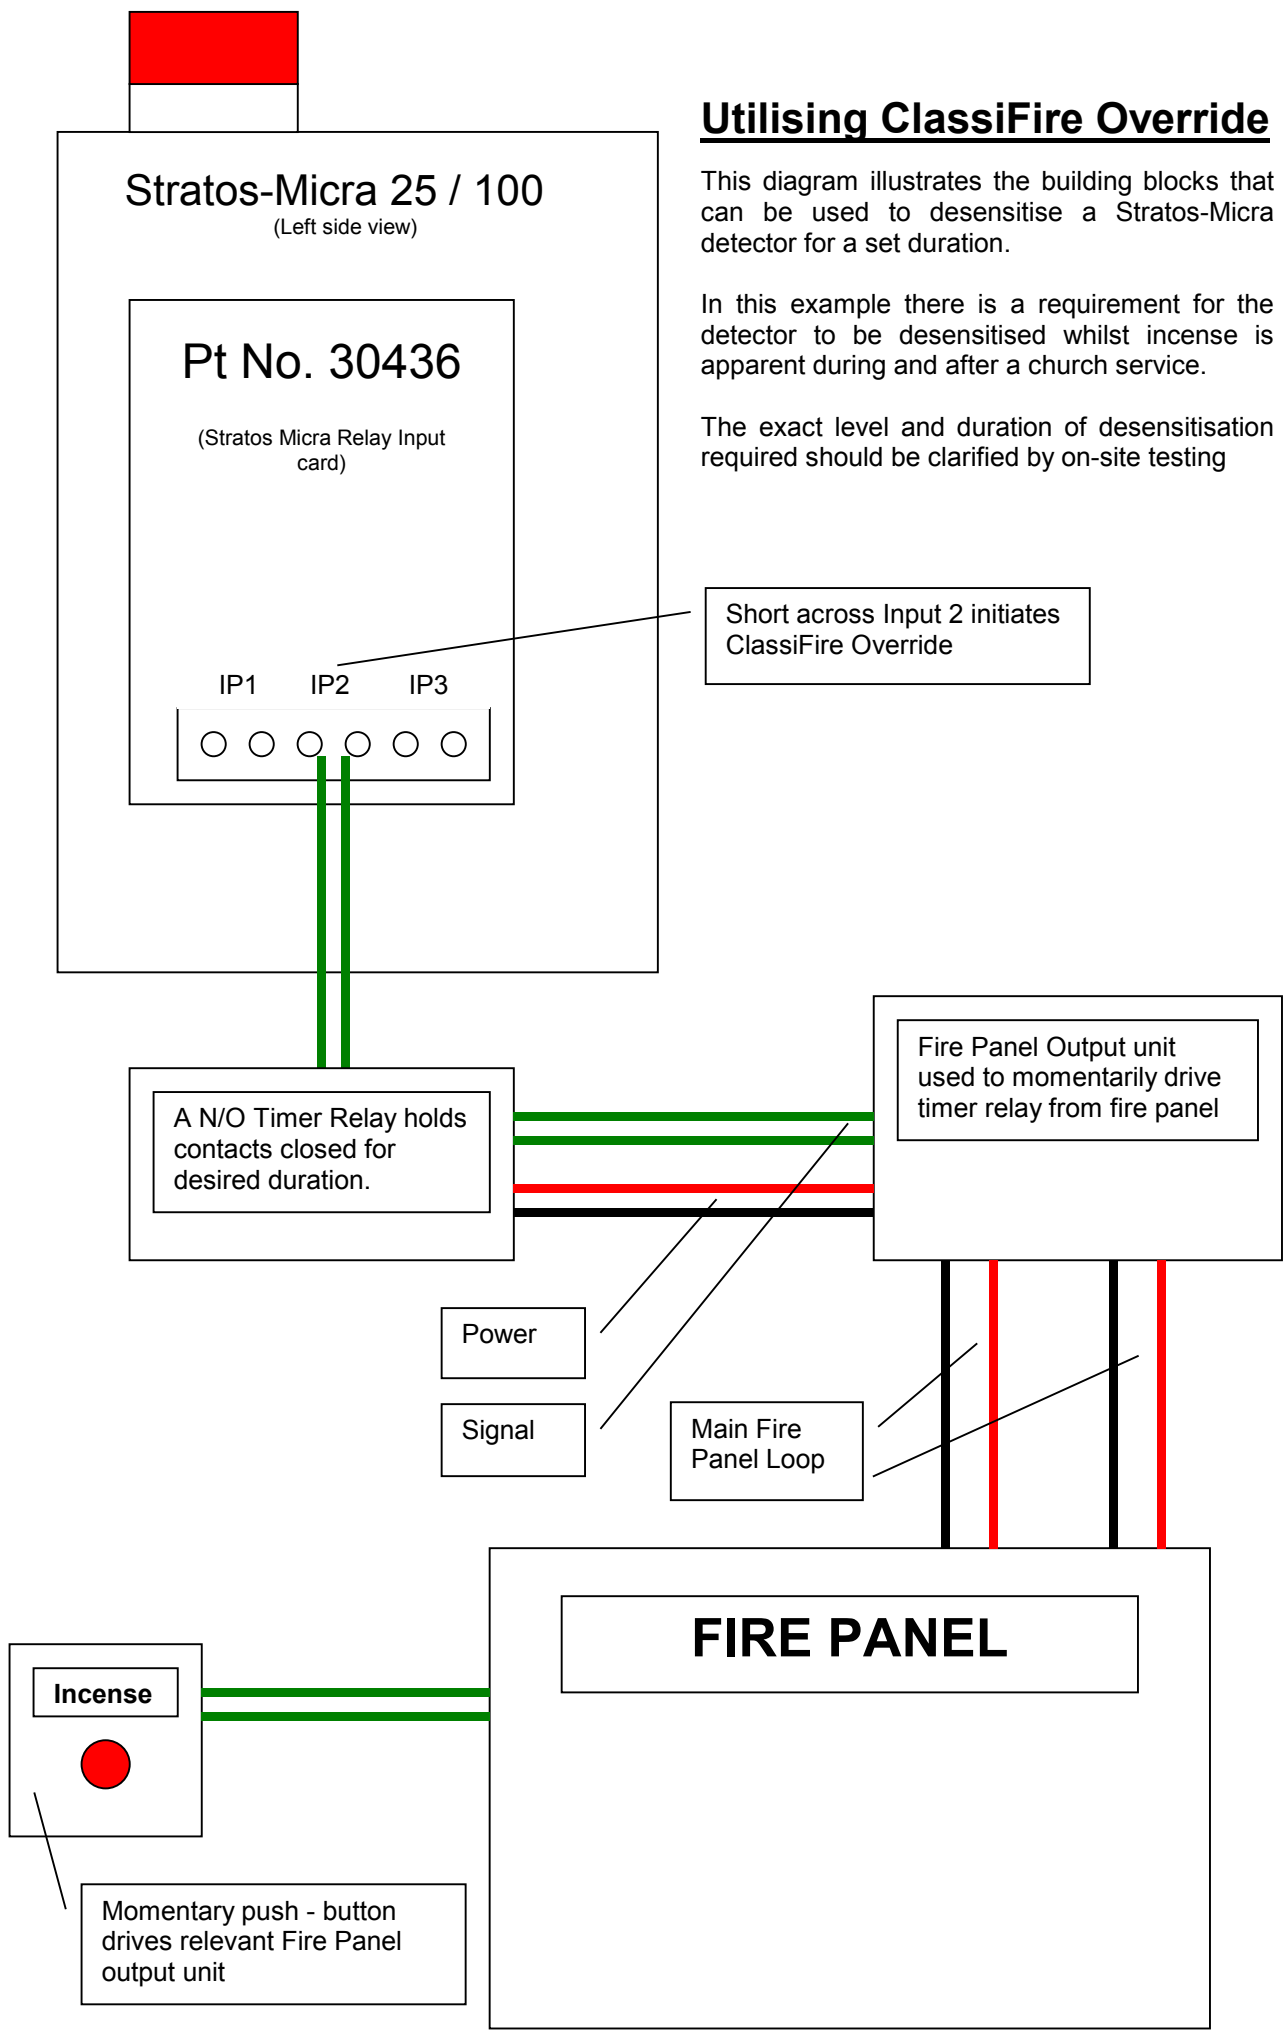 Utilising ClassiFire Override
This diagram illustrates the building blocks that
can be used to desensitise a Stratos-Micra
detector for a set duration.
In this example there is a requirement for the
detector to be desensitised whilst incense is
apparent during and after a church service.
The exact level and duration of desensitisation
required should be clarified by on-site testing
Stratos-Micra 25 / 100
(Left side view)
Pt No. 30436
(Stratos Micra Relay Input
card)
Short across Input 2 initiates
ClassiFire Override
IP1 IP2 IP3
Fire Panel Output unit
used to momentarily drive
timer relay from fire panel
A N/O Timer Relay holds
contacts closed for
desired duration.
Power
Signal
Main Fire
Panel Loop
FIRE PANEL
Incense
Momentary push - button
drives relevant Fire Panel
output unit